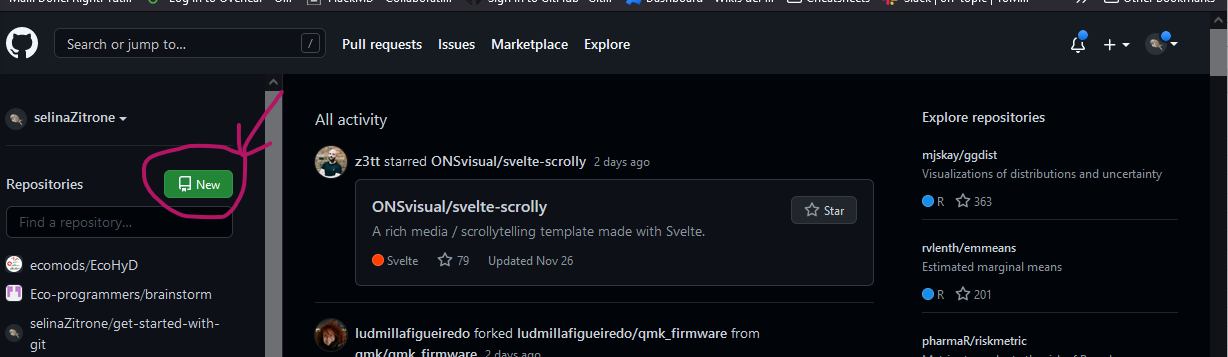 Search or jump to...
/
Pull requests
Issues
Marketplace
Explore
selinaZitrone
Repositories
New
Find a repository...
ecomods/EcoHyD
Eco-programmers/brainstorm
selinaZitrone/get-started-with-
git
All activity
z3tt starred ONSvisual/svelte-scrolly 2 days ago
ONSvisual/svelte-scrolly
Star
A rich media / scrollytelling template made with Svelte.
Svelte 79 Updated Nov 26
ludmillafigueiredo forked ludmillafigueiredo/qmk_firmware from
qmk/qmk_firmware 2 days ago
Explore repositories
mjskay/ggdist
Visualizations of distributions and uncertainty
R 363
rvlenth/emmeans
Estimated marginal means
R 201
pharmaR/riskmetric